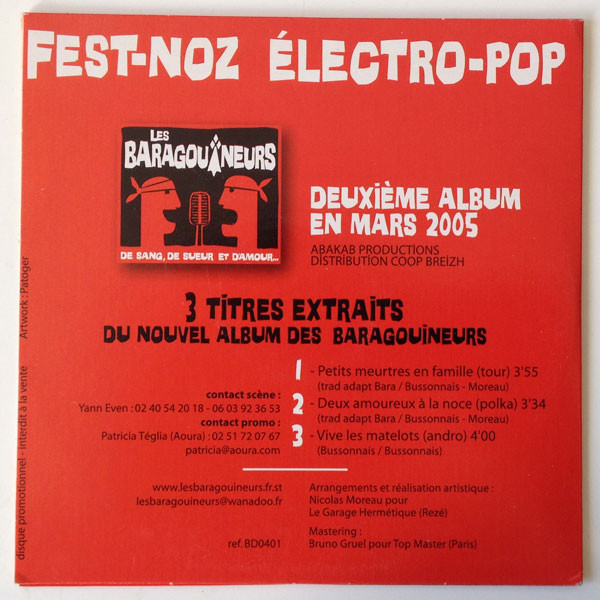 FEST-NOZ ÉLECTRO-POP
LES
BARAGOUÏNEURS
DE SANG, DE SUEUR ET D'AMOUR...
DEUXIÈME ALBUM
EN MARS 2005
ABAKAB PRODUCTIONS
DISTRIBUTION COOP BREIZH
3 TITRES EXTRAITS
DU NOUVEL ALBUM DES BARAGOUINEURS
1 - Petits meurtres en famille (tour) 3'55
(trad adapt Bara / Bussonnais - Moreau)
2 - Deux amoureux à la noce (polka) 3'34
(trad adapt Bara / Bussonnais - Moreau)
3 - Vive les matelots (andro) 4'00
(Bussonnais / Bussonnais)
contact scène :
Yann Even : 02 40 54 20 18 - 06 03 92 36 53
contact promo :
Patricia Téglia (Aoura) : 02 51 72 07 67
patricia@aoura.com
www.lesbaragouineurs.fr.st
lesbaragouineurs@wanadoo.fr
ref. BD0401
Arrangements et réalisation artistique :
Nicolas Moreau pour
Le Garage Hermétique (Rezé)
Mastering :
Bruno Gruel pour Top Master (Paris)
disque promotionnel - interdit à la vente Artwork : Patoger